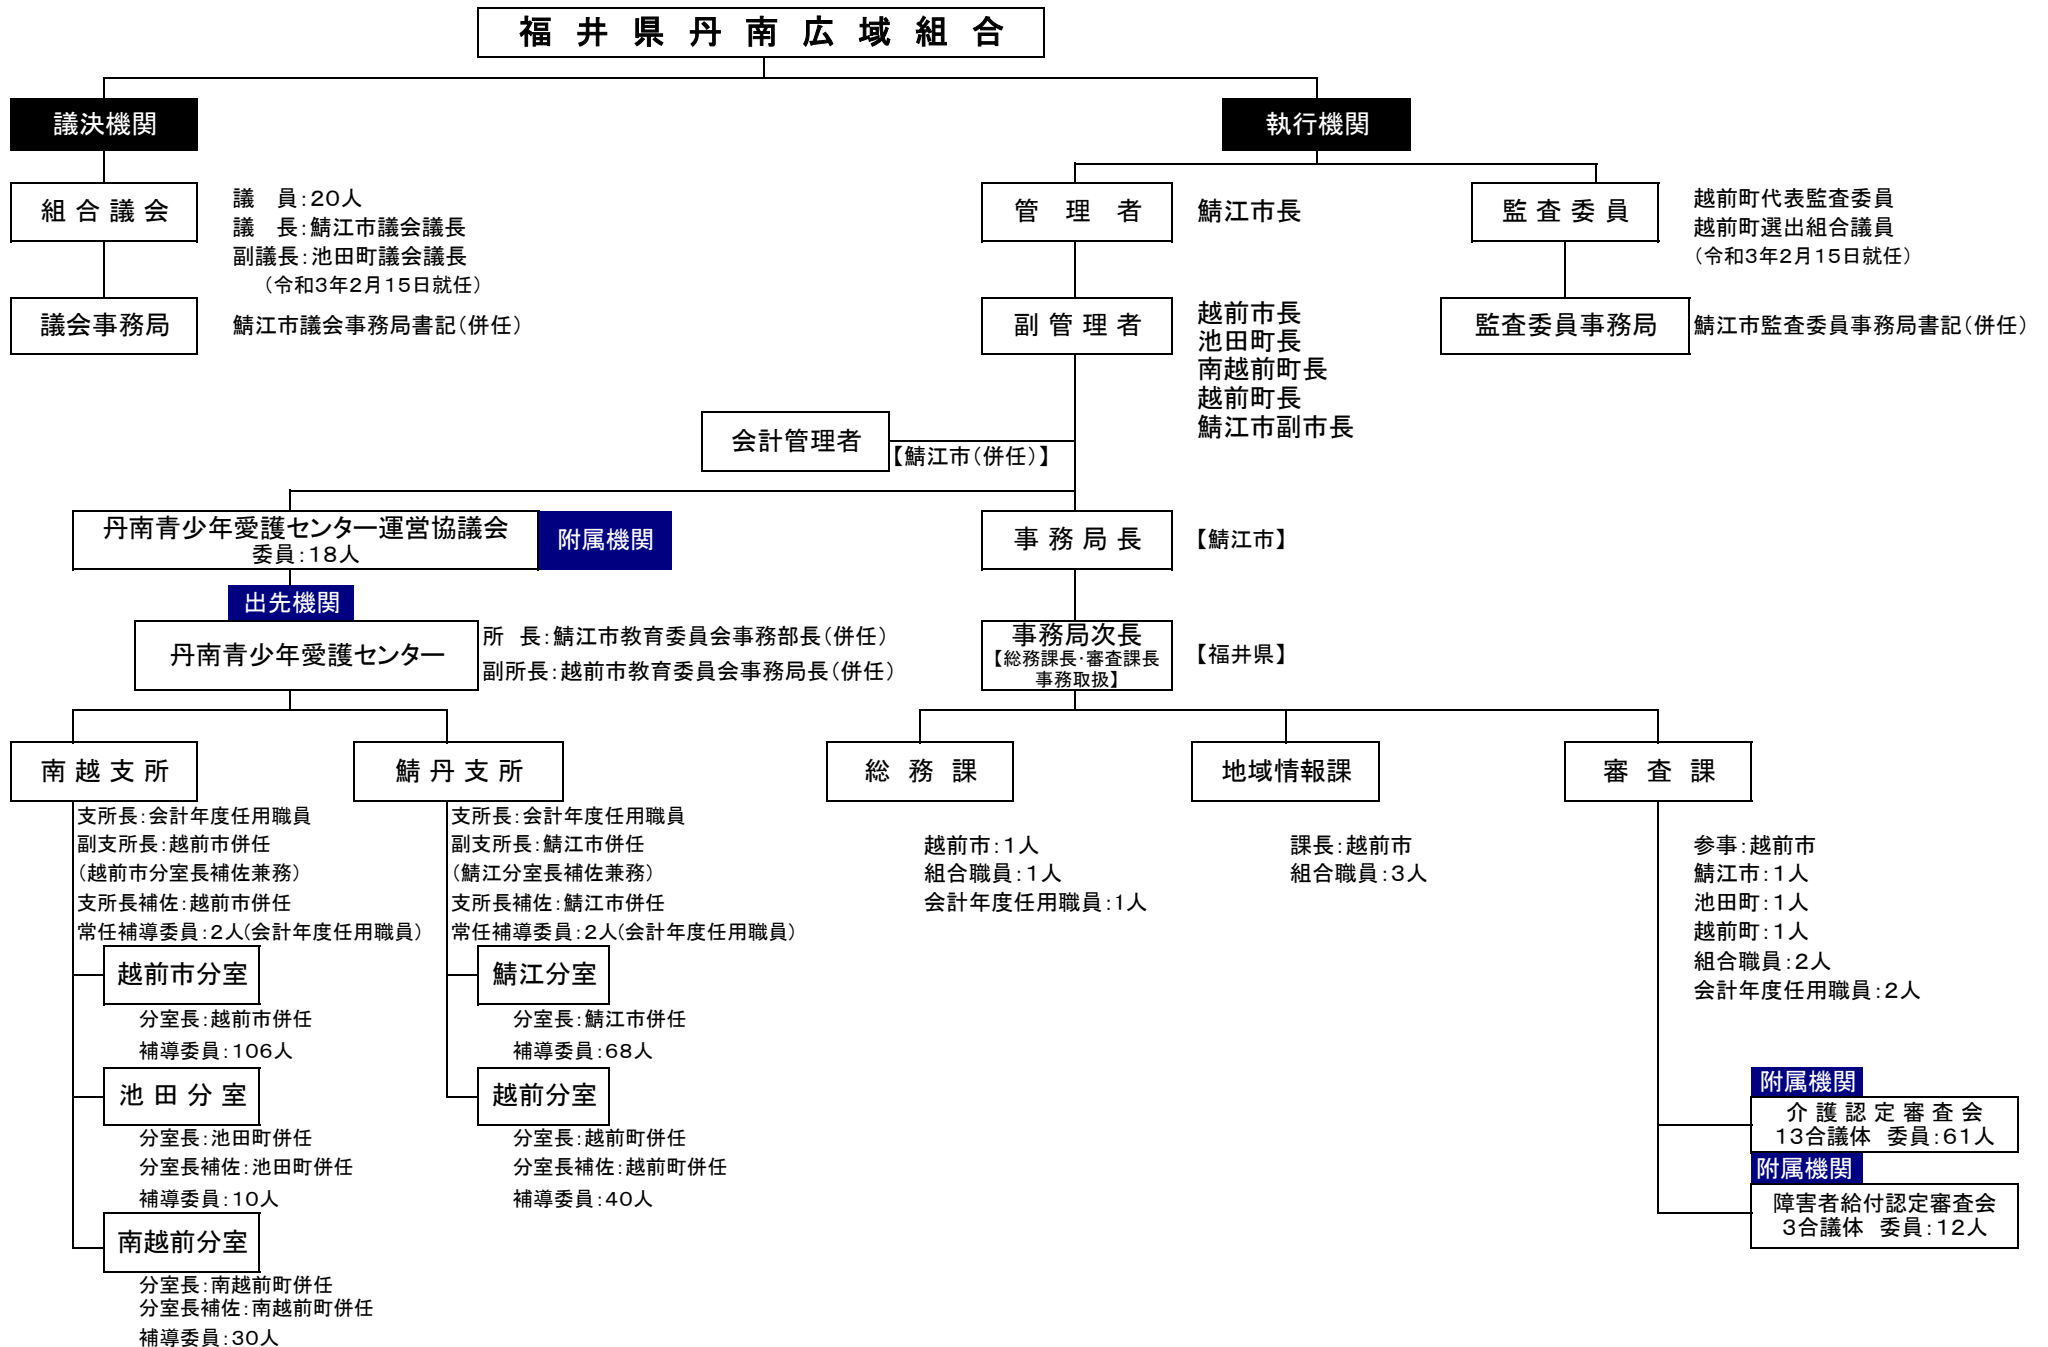 福井県丹南広域組合
議決機関
組合議会
議　員：２０人
議　長：鯖江市議会議長
副議長：池田町議会議長
（令和3年2月15日就任）
議会事務局
鯖江市議会事務局書記（併任）
執行機関
管　理　者
鯖江市長
副管理者
越前市長
池田町長
南越前町長
越前町長
鯖江市副市長
監査委員
越前町代表監査委員
越前町選出組合議員
（令和3年2月15日就任）
監査委員事務局
鯖江市監査委員事務局書記（併任）
会計管理者
【鯖江市（併任）】
丹南青少年愛護センター運営協議会
委員：18人
附属機関
出先機関
丹南青少年愛護センター
所　長：鯖江市教育委員会事務部長（併任）
副所長：越前市教育委員会事務局長（併任）
事務局長
【鯖江市】
事務局次長
【総務課長・審査課長
事務取扱】
【福井県】
南越支所
支所長：会計年度任用職員
副支所長：越前市併任
（越前市分室長補佐兼務）
支所長補佐：越前市併任
常任補導委員：2人（会計年度任用職員）
越前市分室
分室長：越前市併任
補導委員：106人
池田分室
分室長：池田町併任
分室長補佐：池田町併任
補導委員：10人
南越前分室
分室長：南越前町併任
分室長補佐：南越前町併任
補導委員：30人
鯖丹支所
支所長：会計年度任用職員
副支所長：鯖江市併任
（鯖江分室長補佐兼務）
支所長補佐：鯖江市併任
常任補導委員：2人（会計年度任用職員）
鯖江分室
分室長：鯖江市併任
補導委員：68人
越前分室
分室長：越前町併任
分室長補佐：越前町併任
補導委員：40人
総　務　課
越前市：1人
組合職員：1人
会計年度任用職員：1人
地域情報課
課長：越前市
組合職員：3人
審　査　課
参事：越前市
鯖江市：1人
池田町：1人
越前町：1人
組合職員：2人
会計年度任用職員：2人
附属機関
介護認定審査会
13合議体　委員：61人
附属機関
障害者給付認定審査会
3合議体　委員：12人